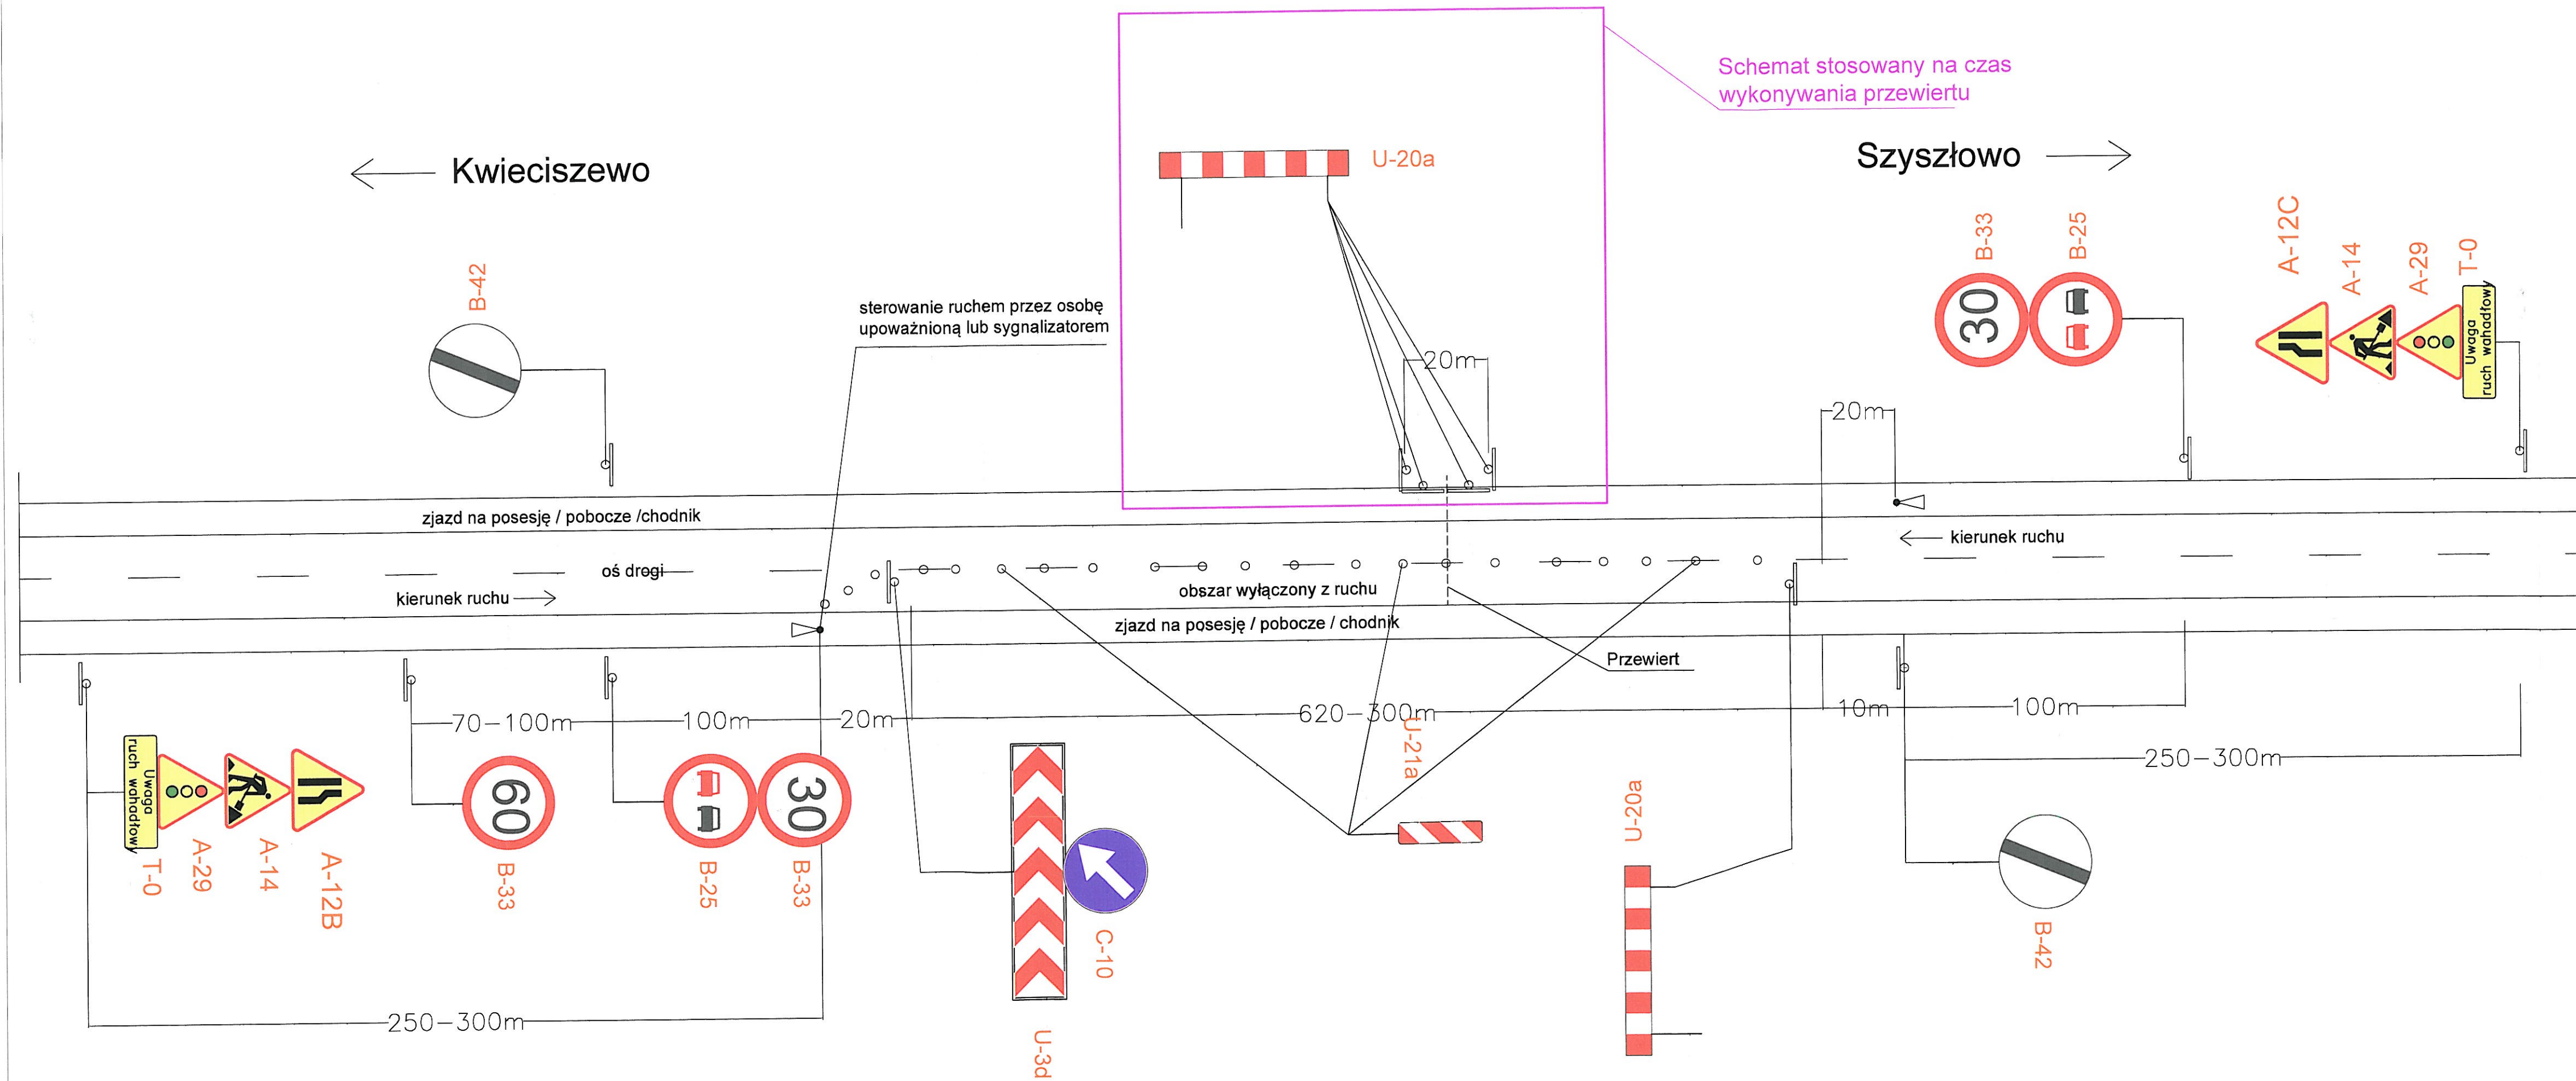 Schemat stosowany na czas
wykonywania przewiertu
Kwieciszewo
Szyszłowo
U-20a
B-42
sterowanie ruchem przez osobę
upoważnioną lub sygnalizatorem
20m
20m
B-33
B-25
A-12C
A-14
A-29
T-0
30
Uwaga
ruch wahadłowy
zjazd na posesję / pobocze /chodnik
kierunek ruchu
oś drogi
kierunek ruchu
obszar wyłączony z ruchu
zjazd na posesję / pobocze / chodnik
Przewiert
70-100m
100m
20m
620-300m
10m
100m
250-300m
U-21a
Uwaga
ruch wahadłowy
T-0
A-29
A-14
A-12B
60
B-33
30
B-25
B-33
C-10
U-3d
U-20a
B-42
250-300m